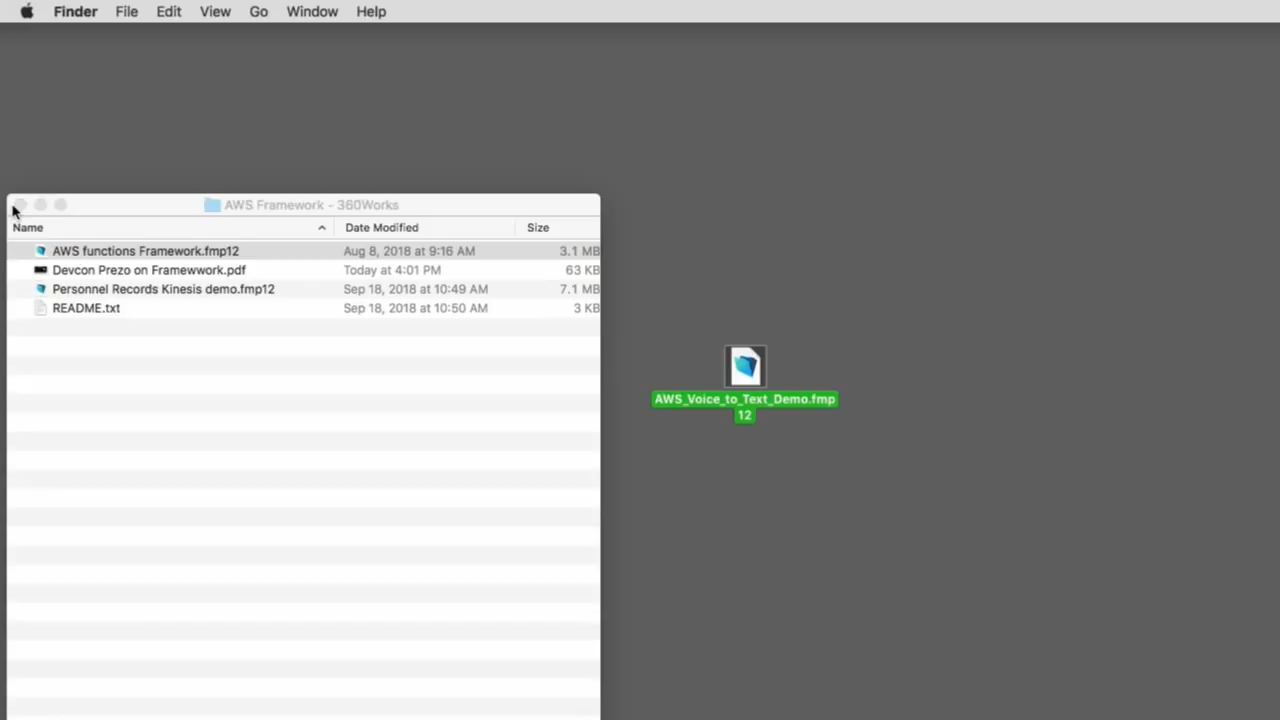 Finder File Edit View Go Window Help
AWS Framework - 360Works
Name Date Modified Size
AWS functions Framework.fmp12 Aug 8, 2018 at 9:16 AM 3.1 MB
Devcon Prezo on Framewwork.pdf Today at 4:01 PM 63 KB
Personnel Records Kinesis demo.fmp12 Sep 18, 2018 at 10:49 AM 7.1 MB
README.txt Sep 18, 2018 at 10:50 AM 3 KB
AWS_Voice_to_Text_Demo.fmp
12